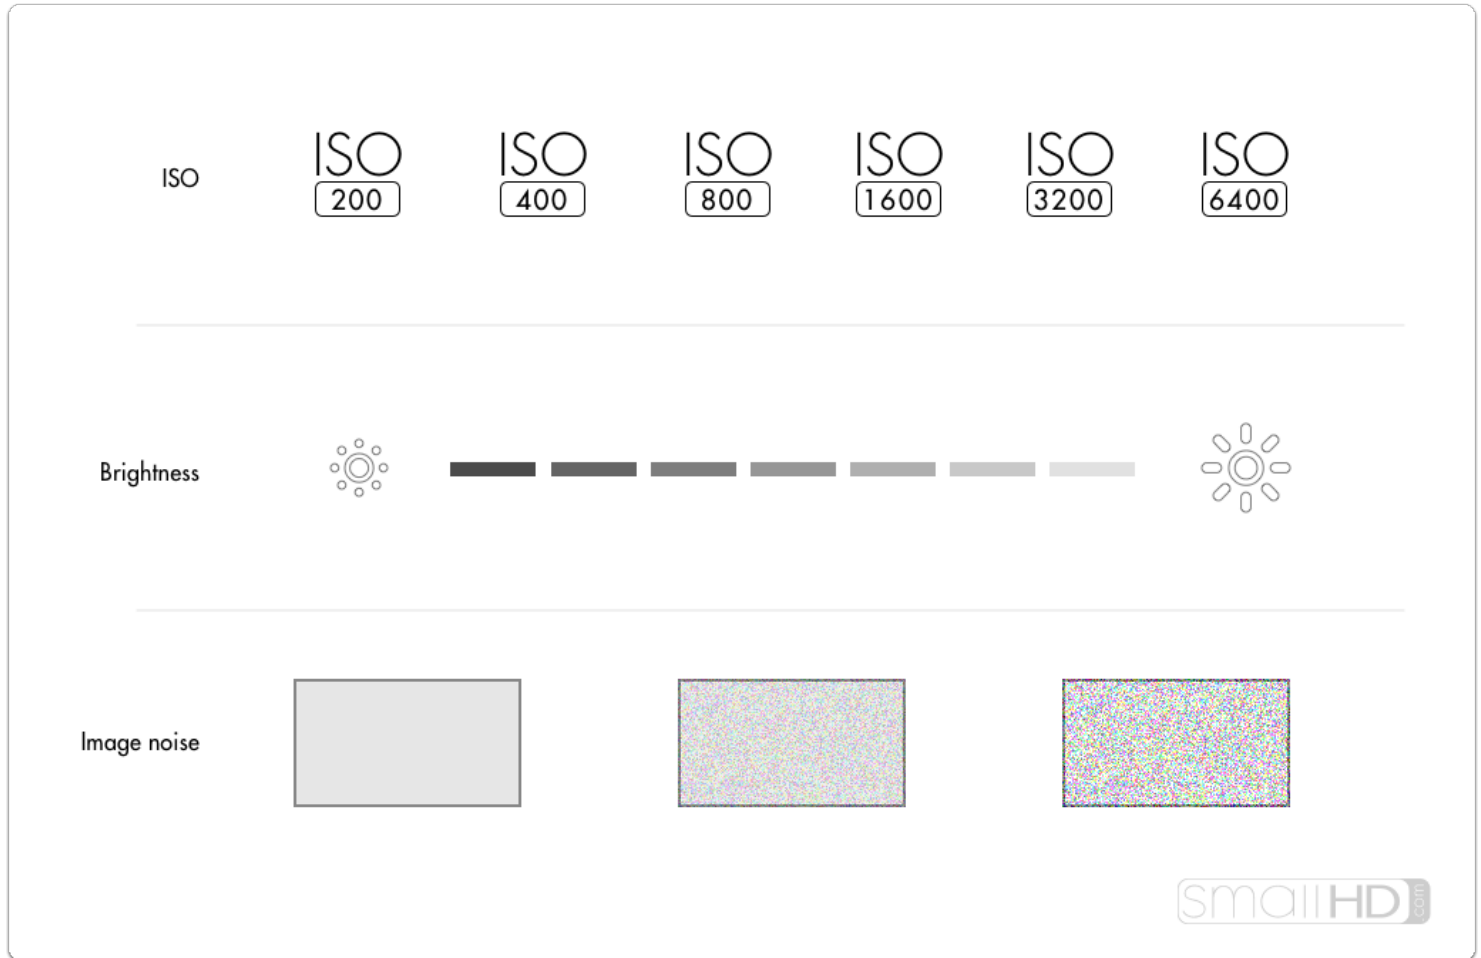 ISO
ISO 200
ISO 400
ISO 800
ISO 1600
ISO 3200
ISO 6400
Brightness
Image noise
smallHD.com